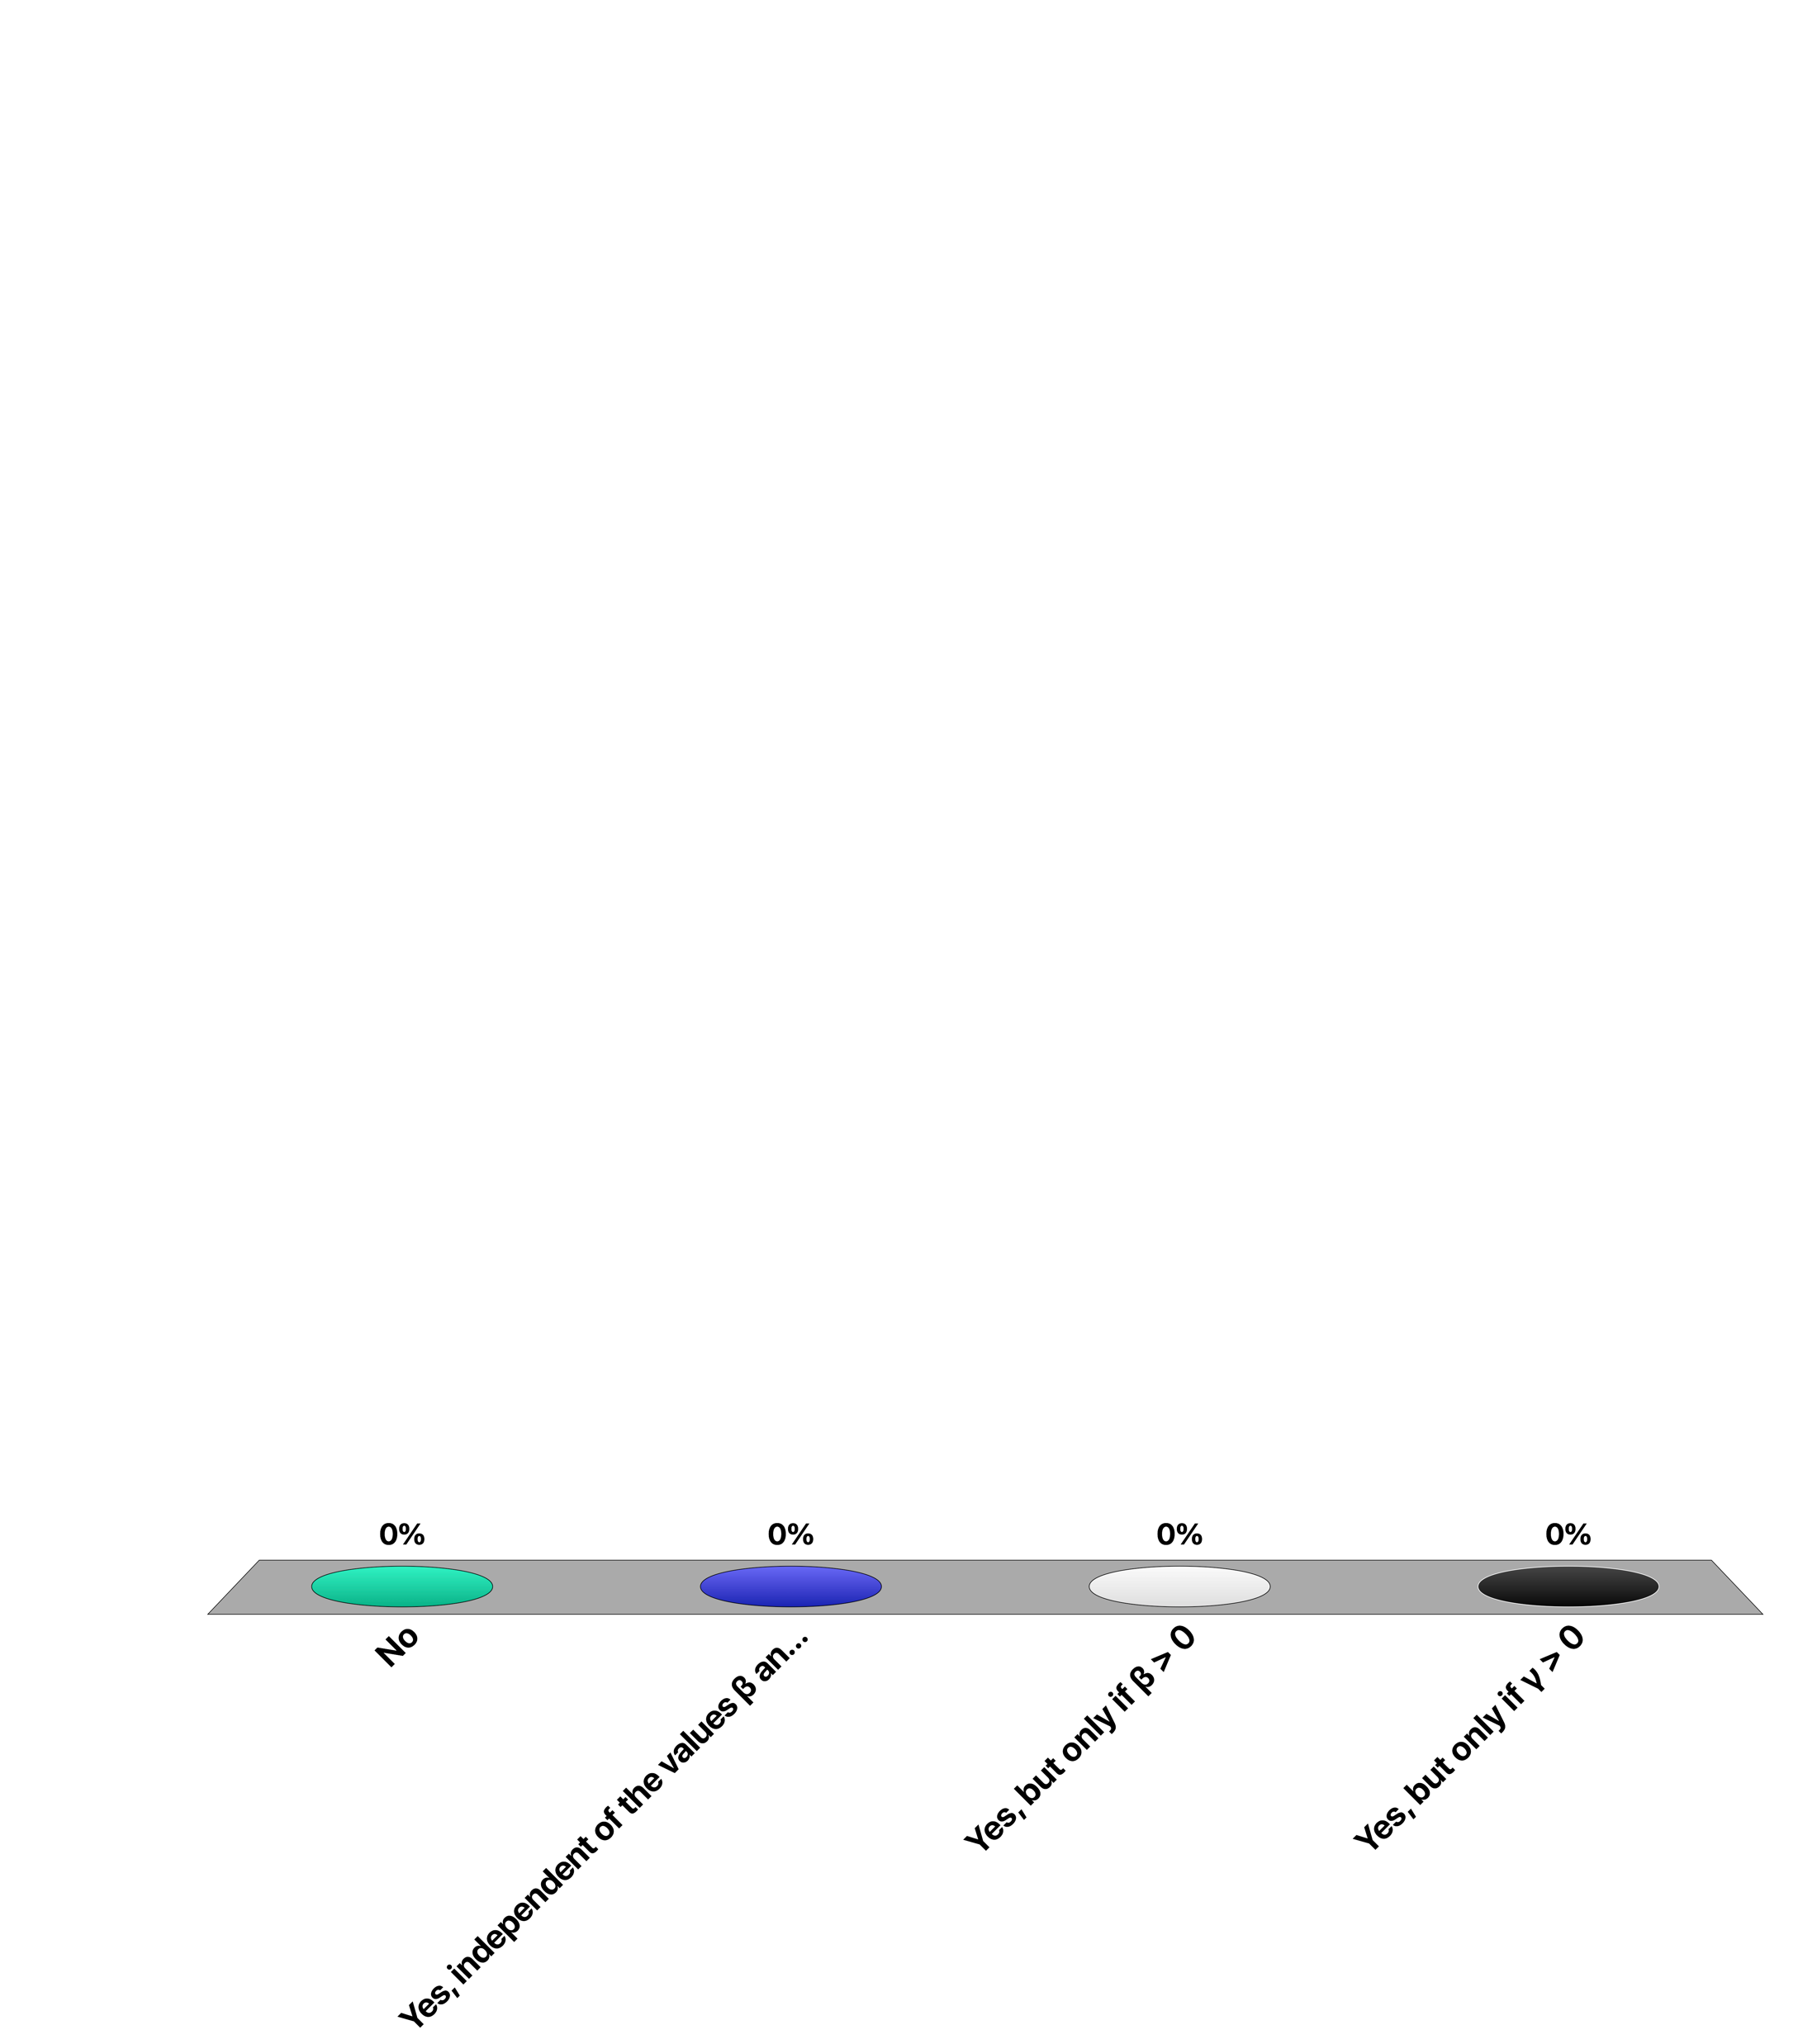 0%
0%
0%
0%
No
Yes, independent of the values β an...
Yes, but only if β > 0
Yes, but only if γ > 0